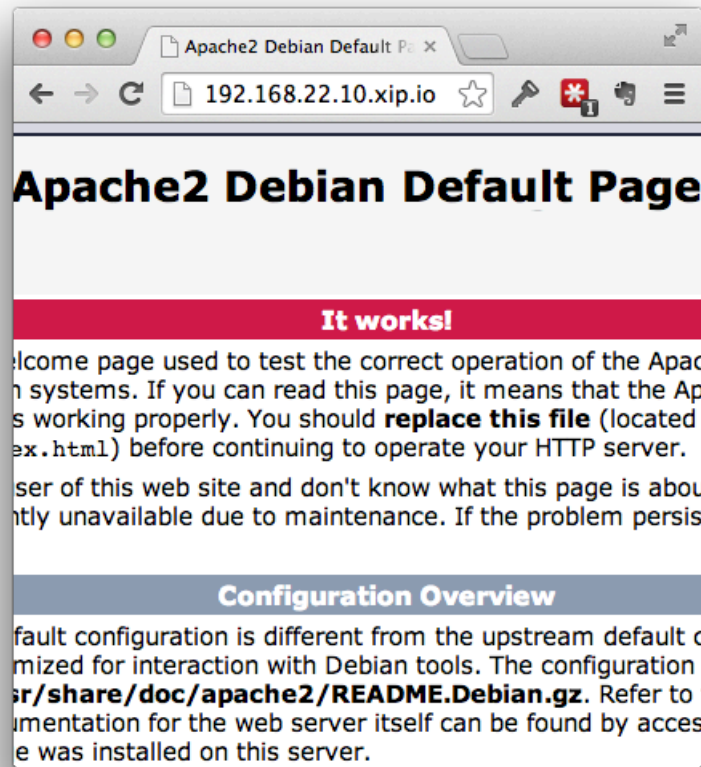 Apache2 Debian Default Pa
192.168.22.10.xip.io
1
Apache2 Debian Default Page
It works!
elcome page used to test the correct operation of the Apac
n systems. If you can read this page, it means that the Ap
s working properly. You should replace this file (located
ex.html) before continuing to operate your HTTP server.
ser of this web site and don't know what this page is abou
ntly unavailable due to maintenance. If the problem persis
Configuration Overview
fault configuration is different from the upstream default c
mized for interaction with Debian tools. The configuration
sr/share/doc/apache2/README.Debian.gz. Refer to
umentation for the web server itself can be found by acces
e was installed on this server.